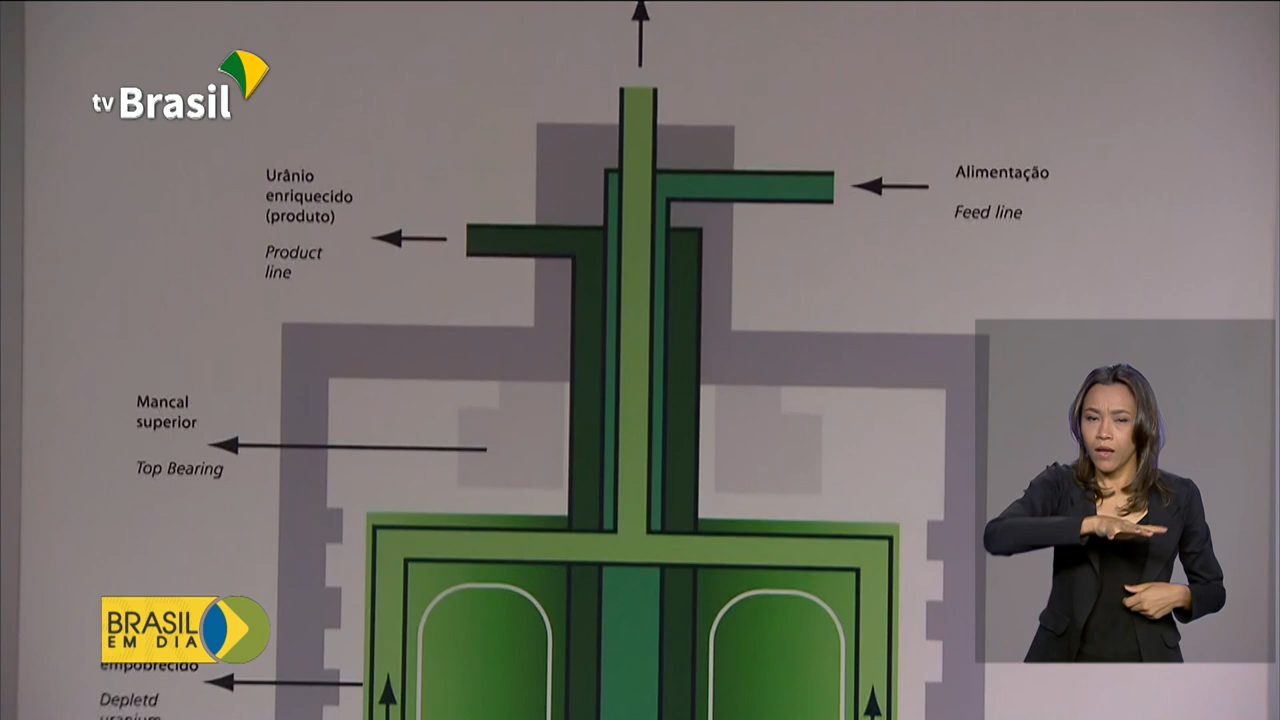 tv Brasil
Urânio
enriquecido
(produto)
Product
line
Alimentação
Feed line
Mancal
superior
Top Bearing
BRASIL
EM DIA
empobrecido
Depletd
uranium